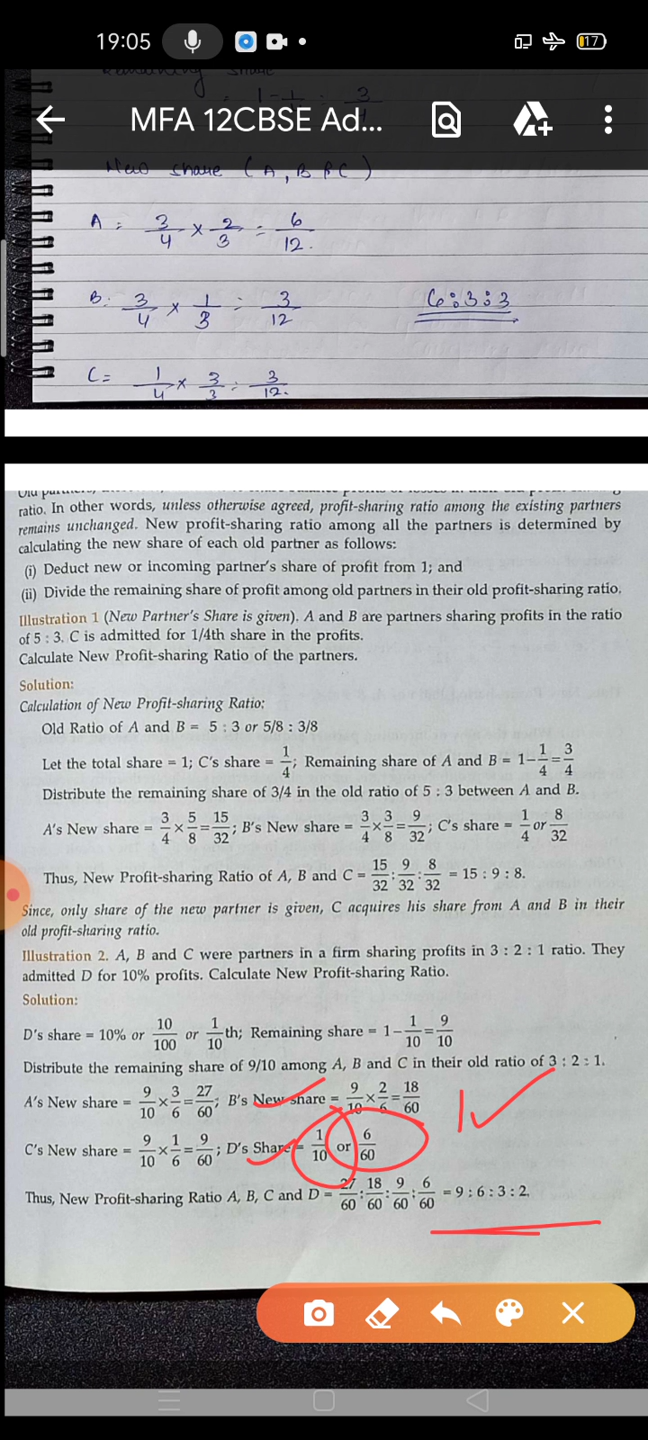 19:05
17
MFA 12CBSE Ad...
Remaining share
New share (A, B & C)
A = 3/4 × 2/3 = 6/12.
B: 3/4 × 1/3 = 3/12 6:3:3
C= 1/4 × 3/3 = 3/12.
ratio. In other words, unless otherwise agreed, profit-sharing ratio among the existing partners
remains unchanged. New profit-sharing ratio among all the partners is determined by
calculating the new share of each old partner as follows:
(i) Deduct new or incoming partner's share of profit from 1; and
(ii) Divide the remaining share of profit among old partners in their old profit-sharing ratio.
Illustration 1 (New Partner's Share is given). A and B are partners sharing profits in the ratio
of 5 : 3. C is admitted for 1/4th share in the profits.
Calculate New Profit-sharing Ratio of the partners.
Solution:
Calculation of New Profit-sharing Ratio:
Old Ratio of A and B = 5 : 3 or 5/8 : 3/8
Let the total share = 1; C's share = 1/4; Remaining share of A and B = 1–1/4=3/4
Distribute the remaining share of 3/4 in the old ratio of 5 : 3 between A and B.
A's New share = 3/4×5/8=15/32; B's New share = 3/4×3/8=9/32; C's share = 1/4 or 8/32
Thus, New Profit-sharing Ratio of A, B and C = 15/32:9/32:8/32 = 15 : 9 : 8.
Since, only share of the new partner is given, C acquires his share from A and B in their
old profit-sharing ratio.
Illustration 2. A, B and C were partners in a firm sharing profits in 3 : 2 : 1 ratio. They
admitted D for 10% profits. Calculate New Profit-sharing Ratio.
Solution:
D's share = 10% or 10/100 or 1/10th; Remaining share = 1–1/10=9/10
Distribute the remaining share of 9/10 among A, B and C in their old ratio of 3 : 2 : 1.
A's New share = 9/10×3/6=27/60; B's New share = 9/10×2/6=18/60
C's New share = 9/10×1/6=9/60; D's Share = 1/10 or 6/60
Thus, New Profit-sharing Ratio A, B, C and D = 27/60:18/60:9/60:6/60 = 9 : 6 : 3 : 2.